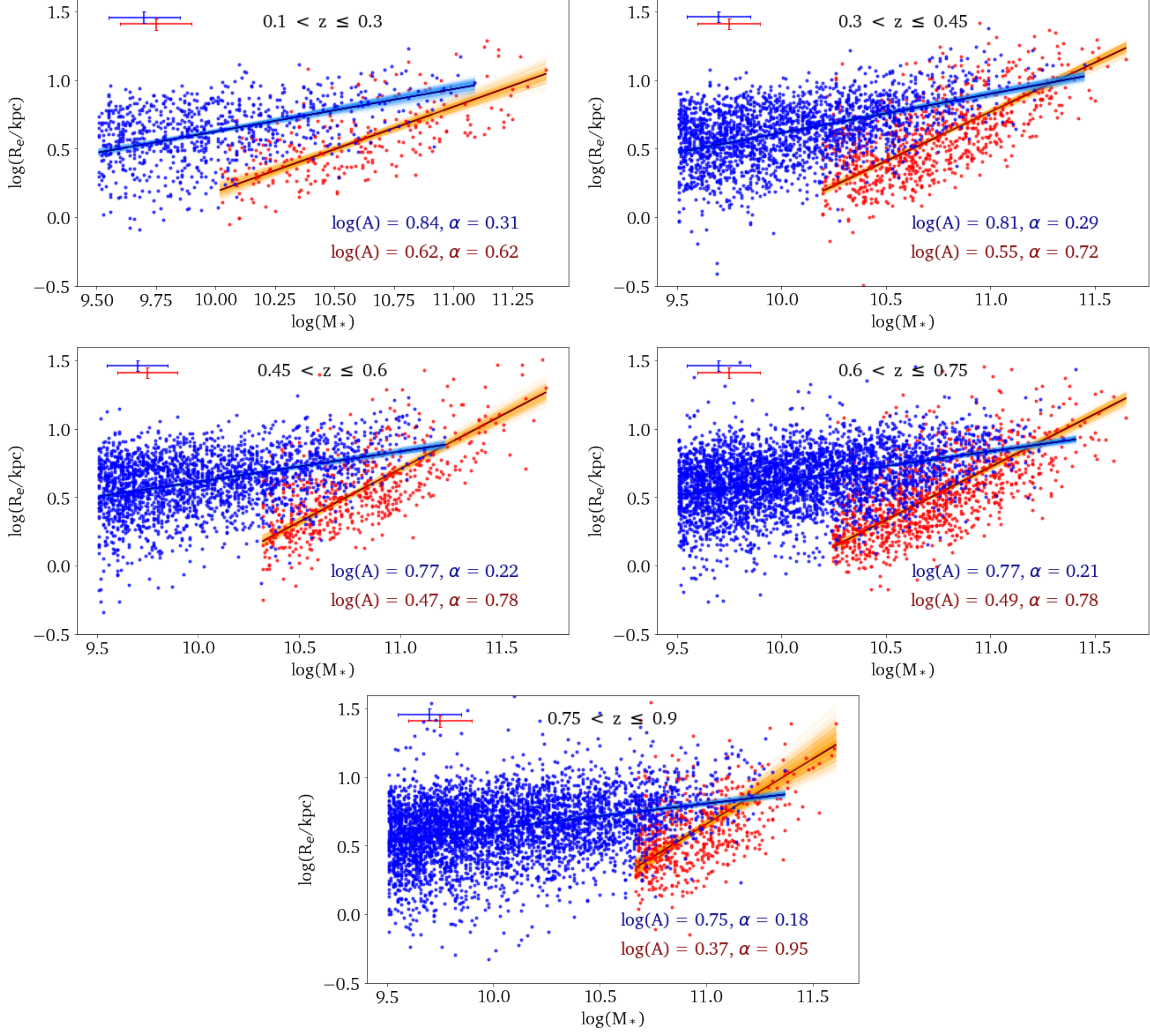 0.1 < z ≤ 0.3
log(R_e/kpc)
1.5
1.0
0.5
0.0
−0.5
log(A) = 0.84, α = 0.31
log(A) = 0.62, α = 0.62
9.50 9.75 10.00 10.25 10.50 10.75 11.00 11.25
log(M_*)
0.3 < z ≤ 0.45
log(R_e/kpc)
1.5
1.0
0.5
0.0
−0.5
log(A) = 0.81, α = 0.29
log(A) = 0.55, α = 0.72
9.5 10.0 10.5 11.0 11.5
log(M_*)
0.45 < z ≤ 0.6
log(R_e/kpc)
1.5
1.0
0.5
0.0
−0.5
log(A) = 0.77, α = 0.22
log(A) = 0.47, α = 0.78
9.5 10.0 10.5 11.0 11.5
log(M_*)
0.6 < z ≤ 0.75
log(R_e/kpc)
1.5
1.0
0.5
0.0
−0.5
log(A) = 0.77, α = 0.21
log(A) = 0.49, α = 0.78
9.5 10.0 10.5 11.0 11.5
log(M_*)
0.75 < z ≤ 0.9
log(R_e/kpc)
1.5
1.0
0.5
0.0
−0.5
log(A) = 0.75, α = 0.18
log(A) = 0.37, α = 0.95
9.5 10.0 10.5 11.0 11.5
log(M_*)